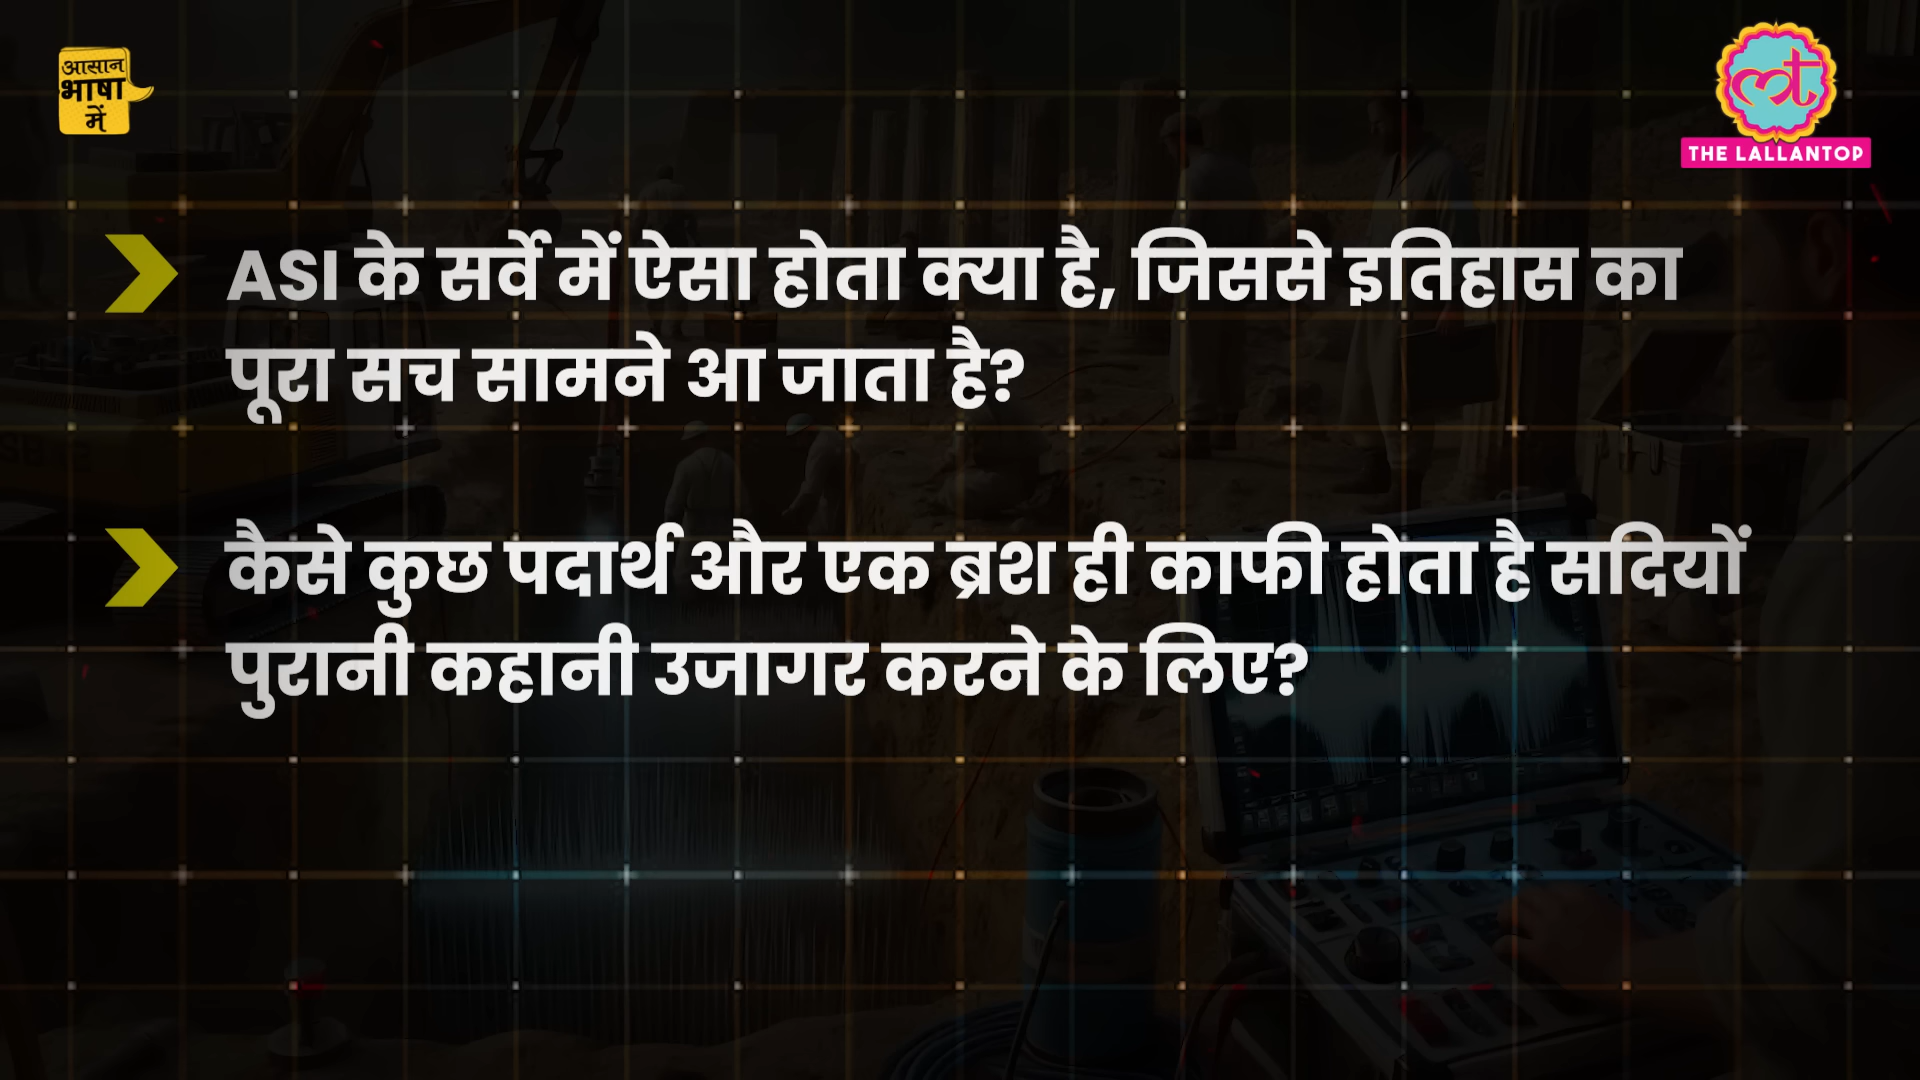 आसान
भाषा
में
THE LALLANTOP
ASI के सर्वे में ऐसा होता क्या है, जिससे इतिहास का
पूरा सच सामने आ जाता है?
कैसे कुछ पदार्थ और एक ब्रश ही काफी होता है सदियों
पुरानी कहानी उजागर करने के लिए?